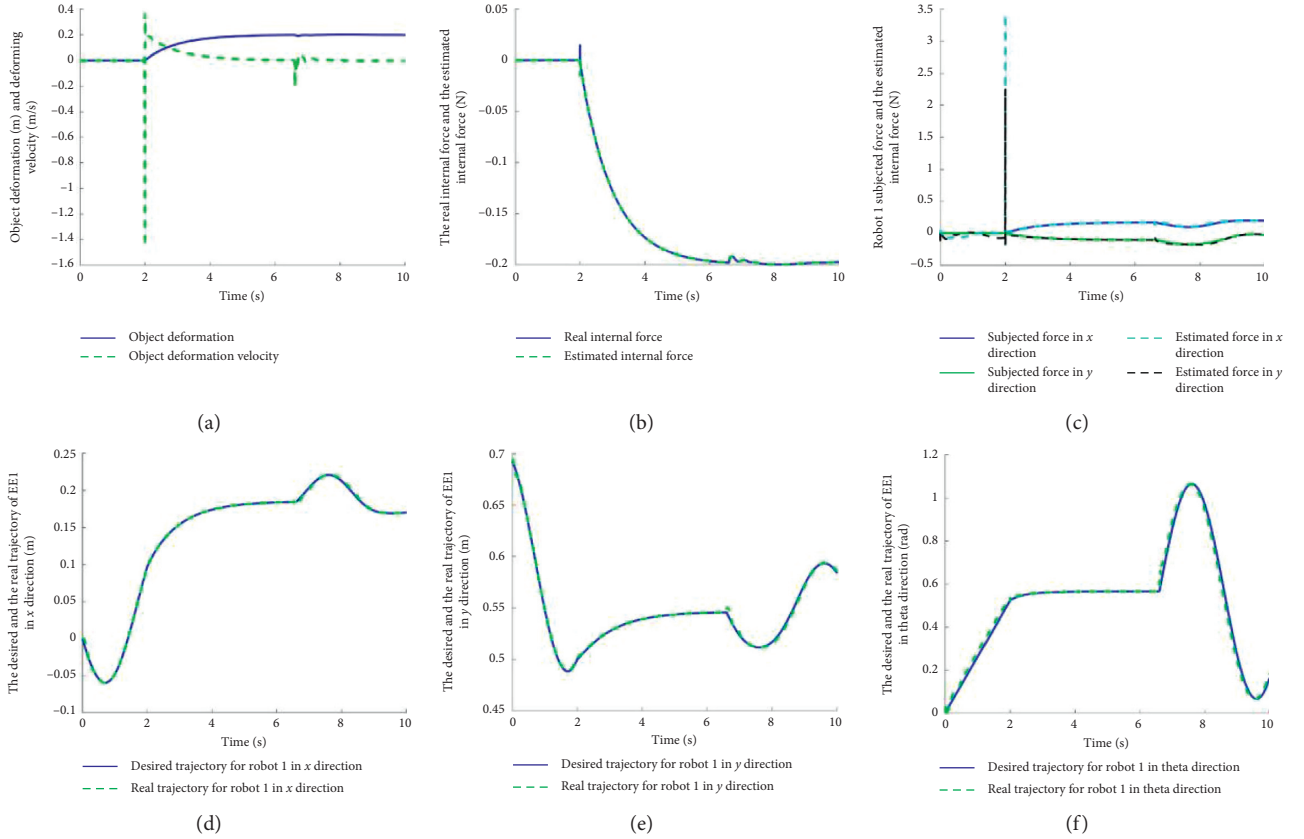 Object deformation (m) and deforming
velocity (m/s)
0.4
0.2
0
−0.2
−0.4
−0.6
−0.8
−1
−1.2
−1.4
−1.6
0
2
4
6
8
10
Time (s)
Object deformation
Object deformation velocity
(a)
The real internal force and the estimated
internal force (N)
0.05
0
−0.05
−0.1
−0.15
−0.2
0
2
4
6
8
10
Time (s)
Real internal force
Estimated internal force
(b)
Robot 1 subjected force and the estimated
internal force (N)
3.5
3
2.5
2
1.5
1
0.5
0
−0.5
0
2
4
6
8
10
Time (s)
Subjected force in x
direction
Subjected force in y
direction
Estimated force in x
direction
Estimated force in y
direction
(c)
The desired and the real trajectory of EE1
in x direction (m)
0.25
0.2
0.15
0.1
0.05
0
−0.05
−0.1
0
2
4
6
8
10
Time (s)
Desired trajectory for robot 1 in x direction
Real trajectory for robot 1 in x direction
(d)
The desired and the real trajectory of EE1
in y direction (m)
0.7
0.65
0.6
0.55
0.5
0.45
0
2
4
6
8
10
Time (s)
Desired trajectory for robot 1 in y direction
Real trajectory for robot 1 in y direction
(e)
The desired and the real trajectory of EE1
in theta direction (rad)
1.2
1
0.8
0.6
0.4
0.2
0
0
2
4
6
8
10
Time (s)
Desired trajectory for robot 1 in theta direction
Real trajectory for robot 1 in theta direction
(f)